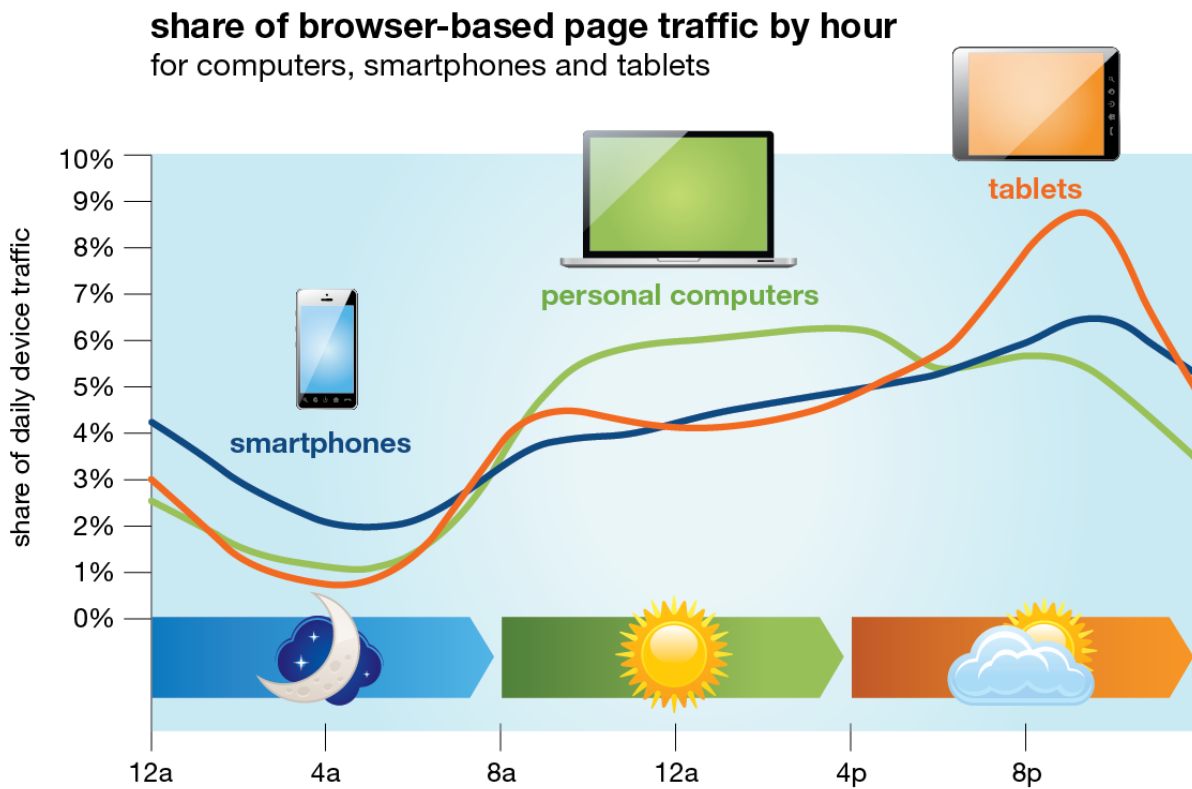 share of browser-based page traffic by hour
for computers, smartphones and tablets
tablets
personal computers
smartphones
share of daily device traffic
10%
9%
8%
7%
6%
5%
4%
3%
2%
1%
0%
12a
4a
8a
12a
4p
8p